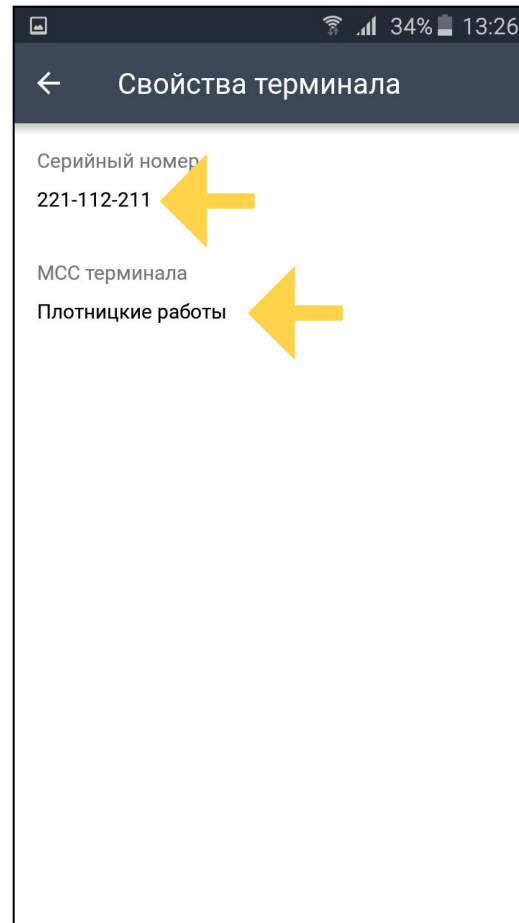 34% 13:26
Свойства терминала
Серийный номер
221-112-211
МСС терминала
Плотницкие работы